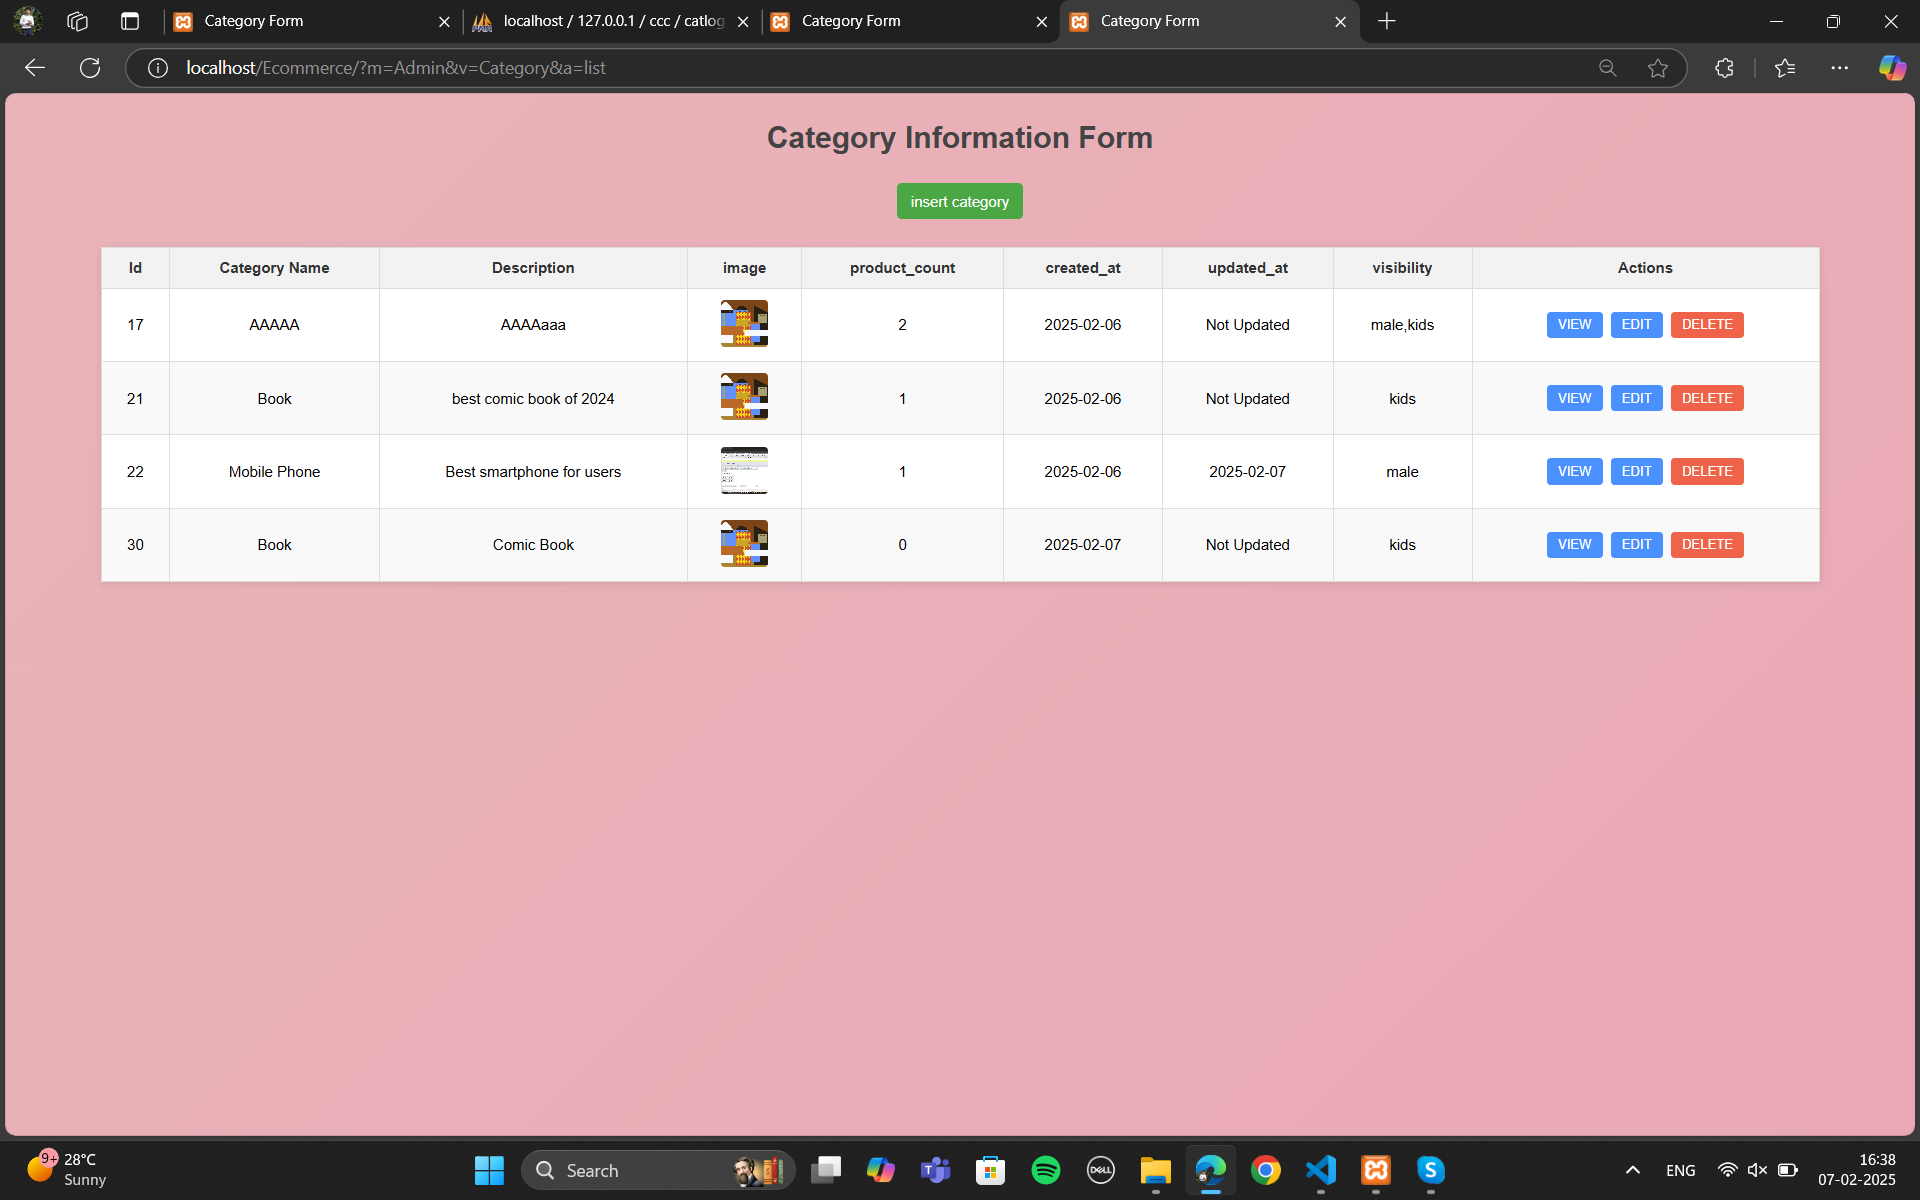 Category Form
localhost / 127.0.0.1 / ccc / catlog
Category Form
Category Form
localhost/Ecommerce/?m=Admin&v=Category&a=list
Category Information Form
insert category
Id Category Name Description image product_count created_at updated_at visibility Actions
17 AAAAA AAAAaaa 2 2025-02-06 Not Updated male,kids VIEW EDIT DELETE
21 Book best comic book of 2024 1 2025-02-06 Not Updated kids VIEW EDIT DELETE
22 Mobile Phone Best smartphone for users 1 2025-02-06 2025-02-07 male VIEW EDIT DELETE
30 Book Comic Book 0 2025-02-07 Not Updated kids VIEW EDIT DELETE
9+
28°C
Sunny
Search
DELL
ENG
16:38
07-02-2025